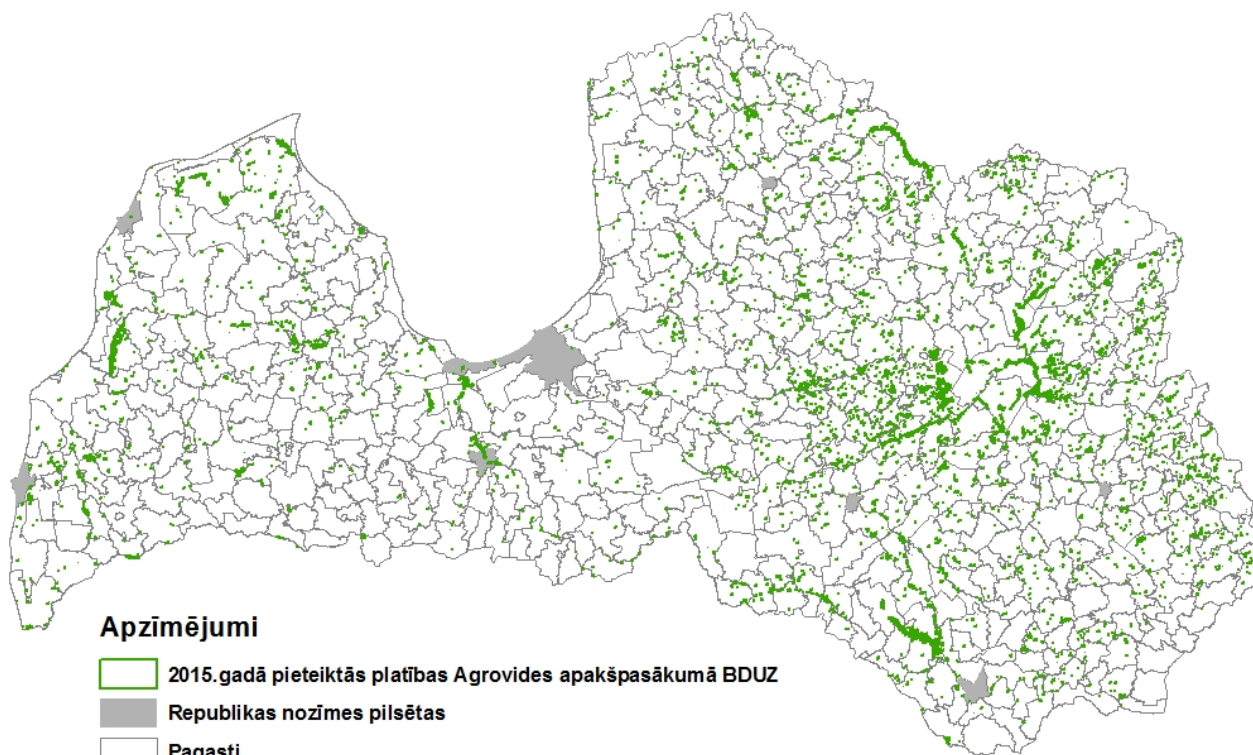 Apzīmējumi
2015.gadā pieteiktās platības Agrovides apakšpasākumā BDUZ
Republikas nozīmes pilsētas
Pagasti